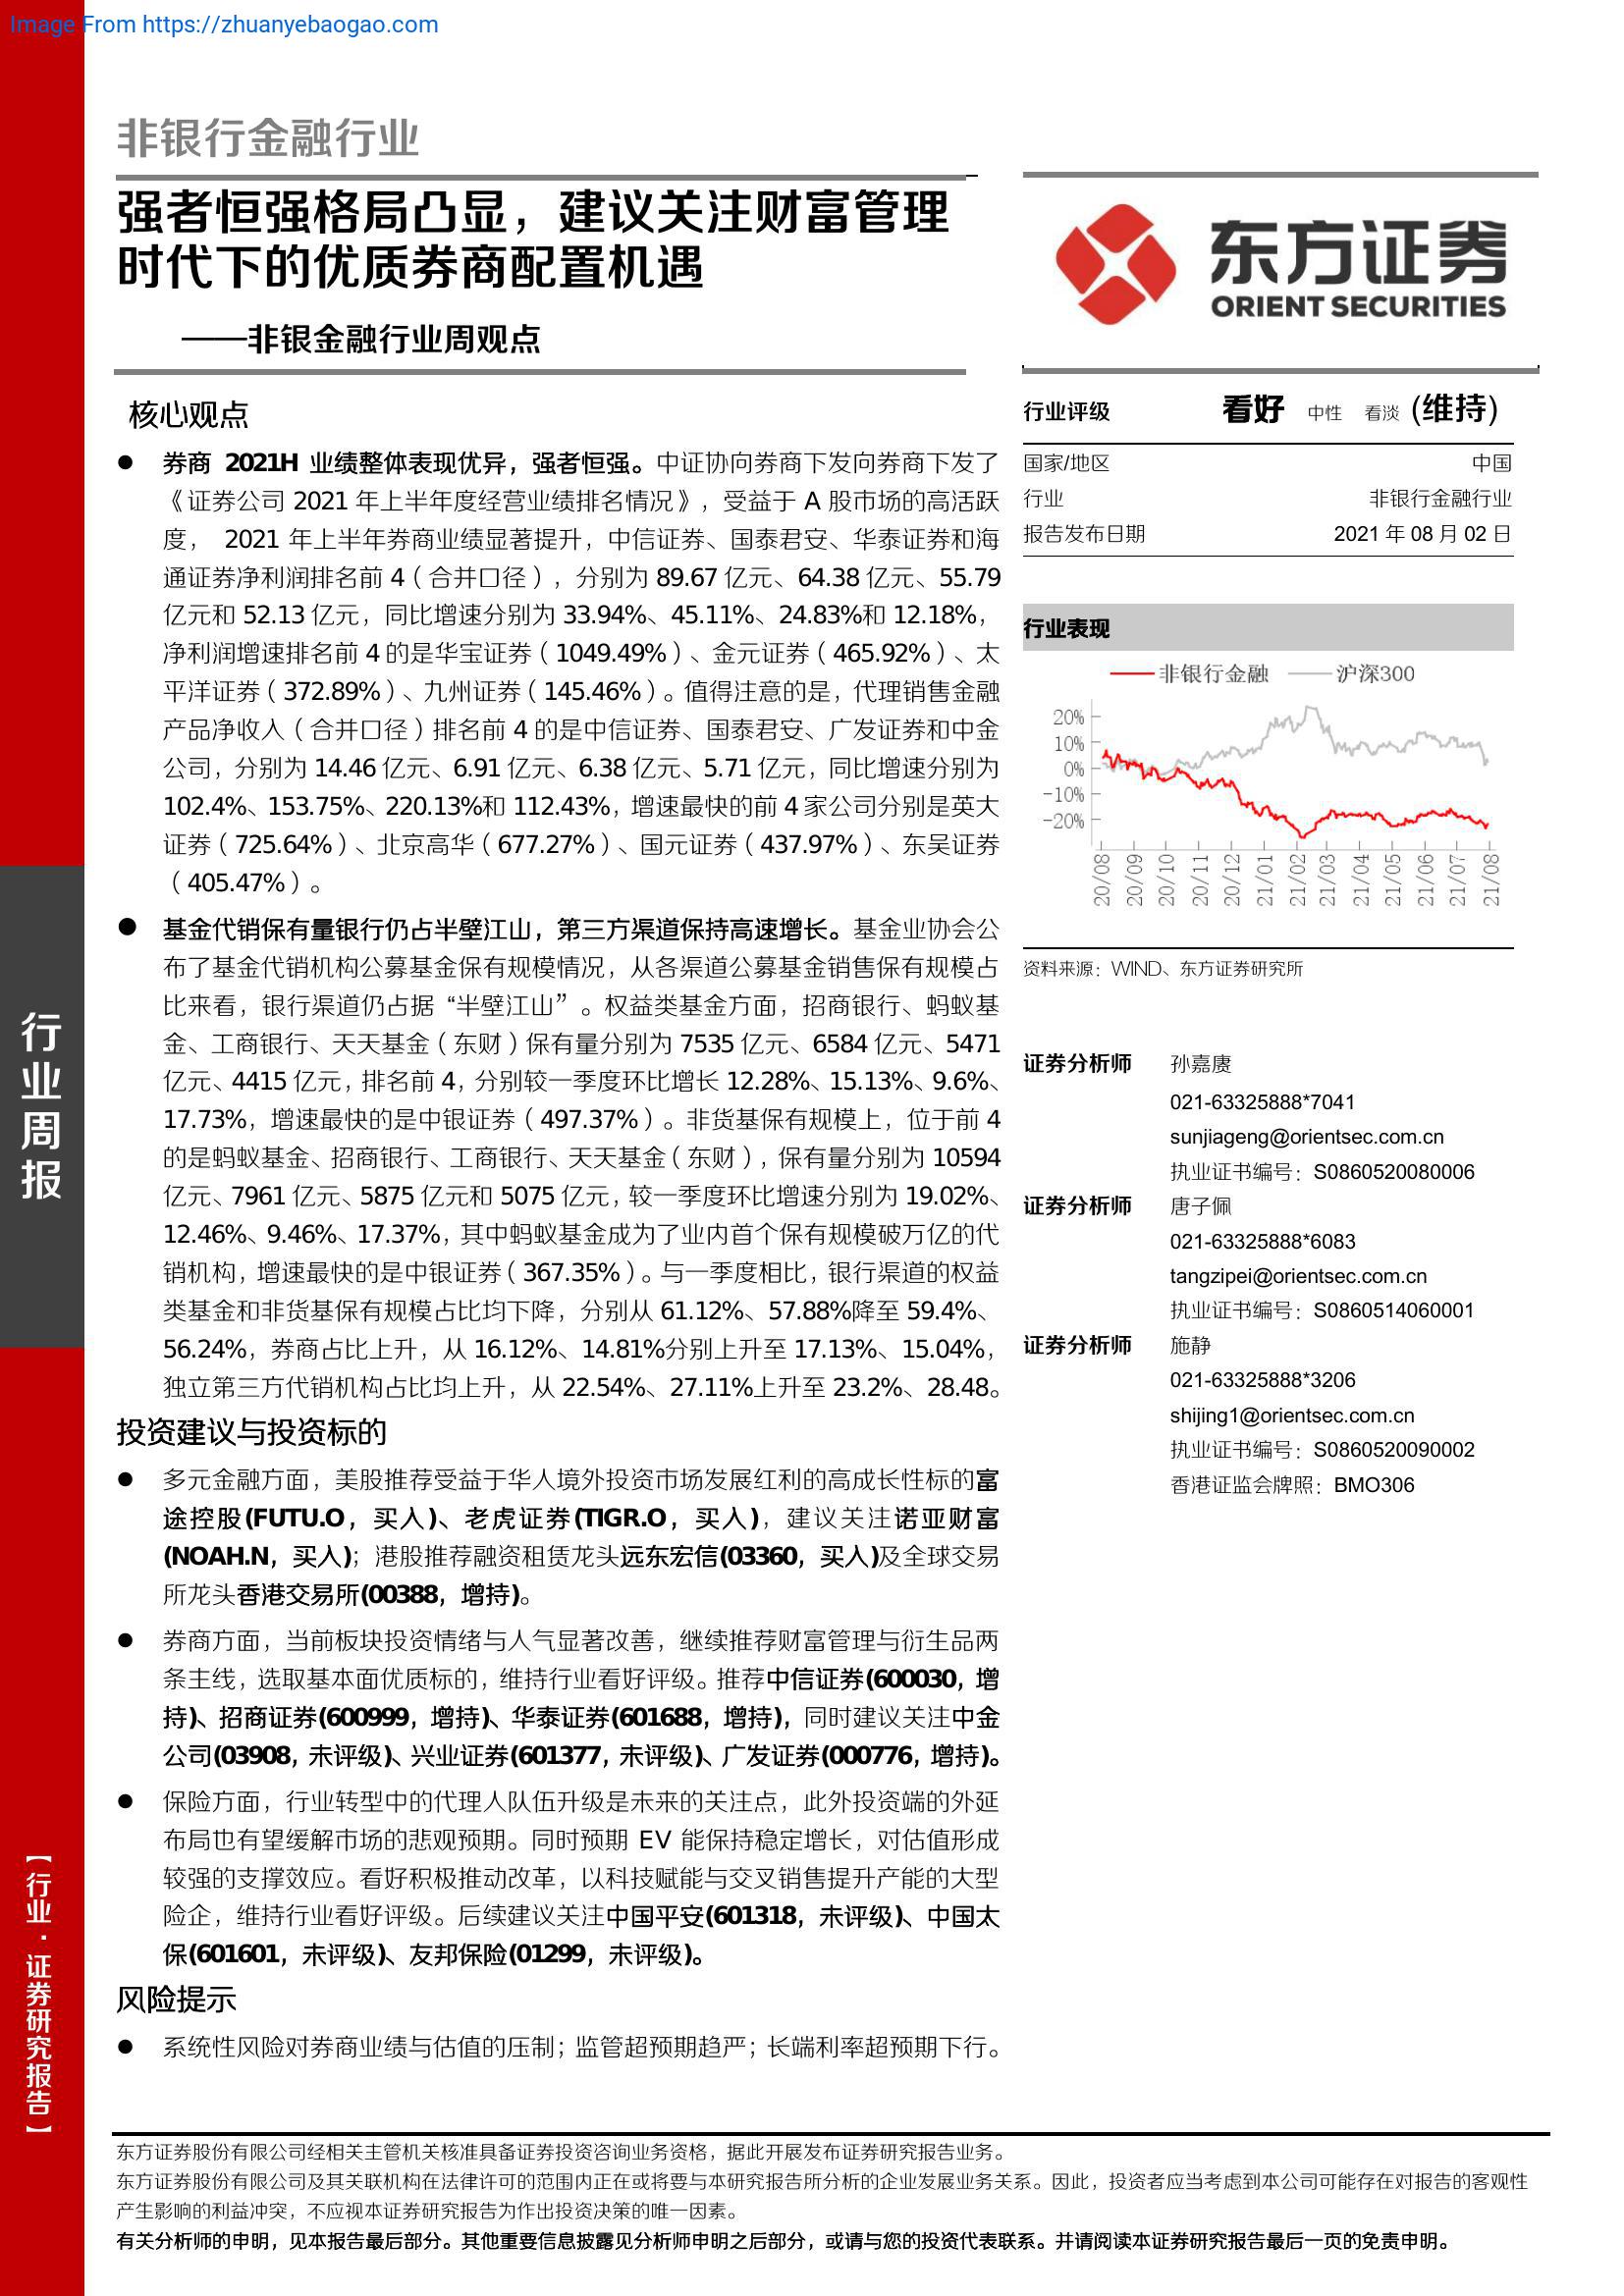 Image From https://zhuanyebaogao.com
非银行金融行业
强者恒强格局凸显，建议关注财富管理
时代下的优质券商配置机遇
——非银金融行业周观点
核心观点
● 券商 2021H 业绩整体表现优异，强者恒强。中证协向券商下发向券商下发了
《证券公司 2021 年上半年度经营业绩排名情况》，受益于 A 股市场的高活跃
度， 2021 年上半年券商业绩显著提升，中信证券、国泰君安、华泰证券和海
通证券净利润排名前 4（合并口径），分别为 89.67 亿元、64.38 亿元、55.79
亿元和 52.13 亿元，同比增速分别为 33.94%、45.11%、24.83%和 12.18%，
净利润增速排名前 4 的是华宝证券（1049.49%）、金元证券（465.92%）、太
平洋证券（372.89%）、九州证券（145.46%）。值得注意的是，代理销售金融
产品净收入（合并口径）排名前 4 的是中信证券、国泰君安、广发证券和中金
公司，分别为 14.46 亿元、6.91 亿元、6.38 亿元、5.71 亿元，同比增速分别为
102.4%、153.75%、220.13%和 112.43%，增速最快的前 4 家公司分别是英大
证券（725.64%）、北京高华（677.27%）、国元证券（437.97%）、东吴证券
（405.47%）。
● 基金代销保有量银行仍占半壁江山，第三方渠道保持高速增长。基金业协会公
布了基金代销机构公募基金保有规模情况，从各渠道公募基金销售保有规模占
比来看，银行渠道仍占据“半壁江山”。权益类基金方面，招商银行、蚂蚁基
金、工商银行、天天基金（东财）保有量分别为 7535 亿元、6584 亿元、5471
亿元、4415 亿元，排名前 4，分别较一季度环比增长 12.28%、15.13%、9.6%、
17.73%，增速最快的是中银证券（497.37%）。非货基保有规模上，位于前 4
的是蚂蚁基金、招商银行、工商银行、天天基金（东财），保有量分别为 10594
亿元、7961 亿元、5875 亿元和 5075 亿元，较一季度环比增速分别为 19.02%、
12.46%、9.46%、17.37%，其中蚂蚁基金成为了业内首个保有规模破万亿的代
销机构，增速最快的是中银证券（367.35%）。与一季度相比，银行渠道的权益
类基金和非货基保有规模占比均下降，分别从 61.12%、57.88%降至 59.4%、
56.24%，券商占比上升，从 16.12%、14.81%分别上升至 17.13%、15.04%，
独立第三方代销机构占比均上升，从 22.54%、27.11%上升至 23.2%、28.48。
投资建议与投资标的
● 多元金融方面，美股推荐受益于华人境外投资市场发展红利的高成长性标的富
途控股(FUTU.O，买入)、老虎证券(TIGR.O，买入)，建议关注诺亚财富
(NOAH.N，买入)；港股推荐融资租赁龙头远东宏信(03360，买入)及全球交易
所龙头香港交易所(00388，增持)。
● 券商方面，当前板块投资情绪与人气显著改善，继续推荐财富管理与衍生品两
条主线，选取基本面优质标的，维持行业看好评级。推荐中信证券(600030，增
持)、招商证券(600999，增持)、华泰证券(601688，增持)，同时建议关注中金
公司(03908，未评级)、兴业证券(601377，未评级)、广发证券(000776，增持)。
● 保险方面，行业转型中的代理人队伍升级是未来的关注点，此外投资端的外延
布局也有望缓解市场的悲观预期。同时预期 EV 能保持稳定增长，对估值形成
较强的支撑效应。看好积极推动改革，以科技赋能与交叉销售提升产能的大型
险企，维持行业看好评级。后续建议关注中国平安(601318，未评级)、中国太
保(601601，未评级)、友邦保险(01299，未评级)。
风险提示
● 系统性风险对券商业绩与估值的压制；监管超预期趋严；长端利率超预期下行。
东方证券
ORIENT SECURITIES
行业评级 看好 中性 看淡 (维持)
国家/地区 中国
行业 非银行金融行业
报告发布日期 2021 年 08 月 02 日
行业表现
非银行金融 沪深300
20%
10%
0%
-10%
-20%
20/08 20/09 20/10 20/11 20/12 21/01 21/02 21/03 21/04 21/05 21/06 21/07 21/08
资料来源：WIND、东方证券研究所
证券分析师 孙嘉赓
021-63325888*7041
sunjiageng@orientsec.com.cn
执业证书编号：S0860520080006
证券分析师 唐子佩
021-63325888*6083
tangzipei@orientsec.com.cn
执业证书编号：S0860514060001
证券分析师 施静
021-63325888*3206
shijing1@orientsec.com.cn
执业证书编号：S0860520090002
香港证监会牌照：BMO306
行业周报
【行业·证券研究报告】
东方证券股份有限公司经相关主管机关核准具备证券投资咨询业务资格，据此开展发布证券研究报告业务。
东方证券股份有限公司及其关联机构在法律许可的范围内正在或将要与本研究报告所分析的企业发展业务关系。因此，投资者应当考虑到本公司可能存在对报告的客观性
产生影响的利益冲突，不应视本证券研究报告为作出投资决策的唯一因素。
有关分析师的申明，见本报告最后部分。其他重要信息披露见分析师申明之后部分，或请与您的投资代表联系。并请阅读本证券研究报告最后一页的免责申明。